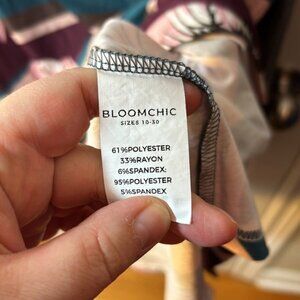 BLOOMCHIC
SIZES 10-30
61%POLYESTER
33%RAYON
6%SPANDEX:
95%POLYESTER
5%SPANDEX